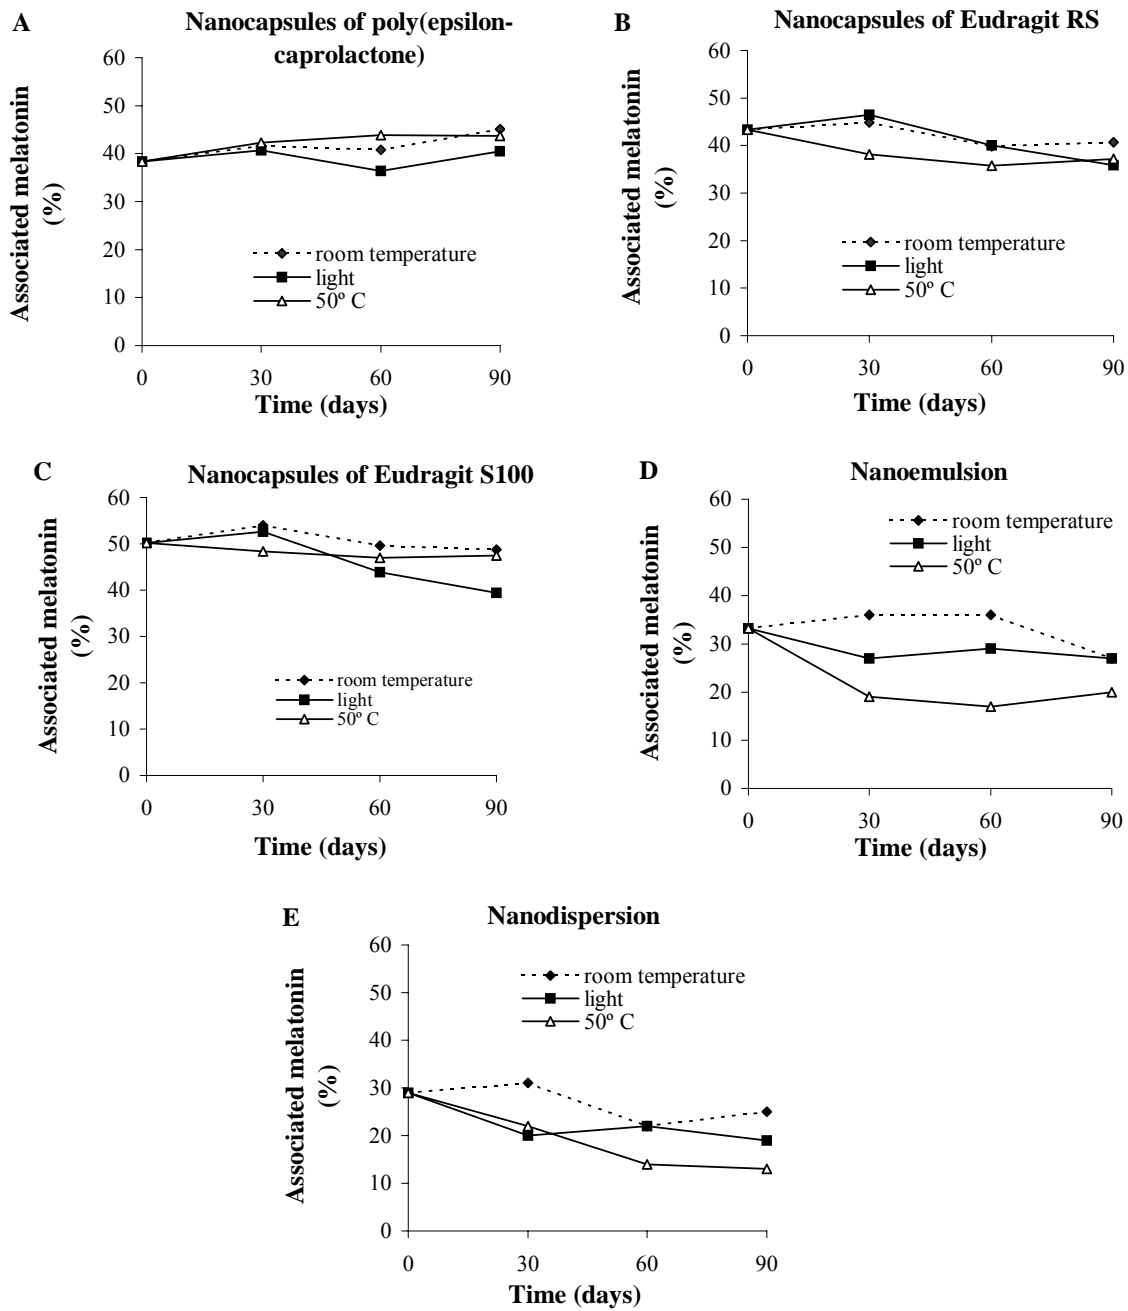 A
Nanocapsules of poly(epsilon-
caprolactone)
60
50
40
30
20
10
0
Associated melatonin
(%)
room temperature
light
50º C
0 30 60 90
Time (days)
B
Nanocapsules of Eudragit RS
60
50
40
30
20
10
0
Associated melatonin
(%)
room temperature
light
50º C
0 30 60 90
Time (days)
C
Nanocapsules of Eudragit S100
60
50
40
30
20
10
0
Associated melatonin
(%)
room temperature
light
50º C
0 30 60 90
Time (days)
D
Nanoemulsion
60
50
40
30
20
10
0
Associated melatonin
(%)
room temperature
light
50º C
0 30 60 90
Time (days)
E
Nanodispersion
60
50
40
30
20
10
0
Associated melatonin
(%)
room temperature
light
50º C
0 30 60 90
Time (days)